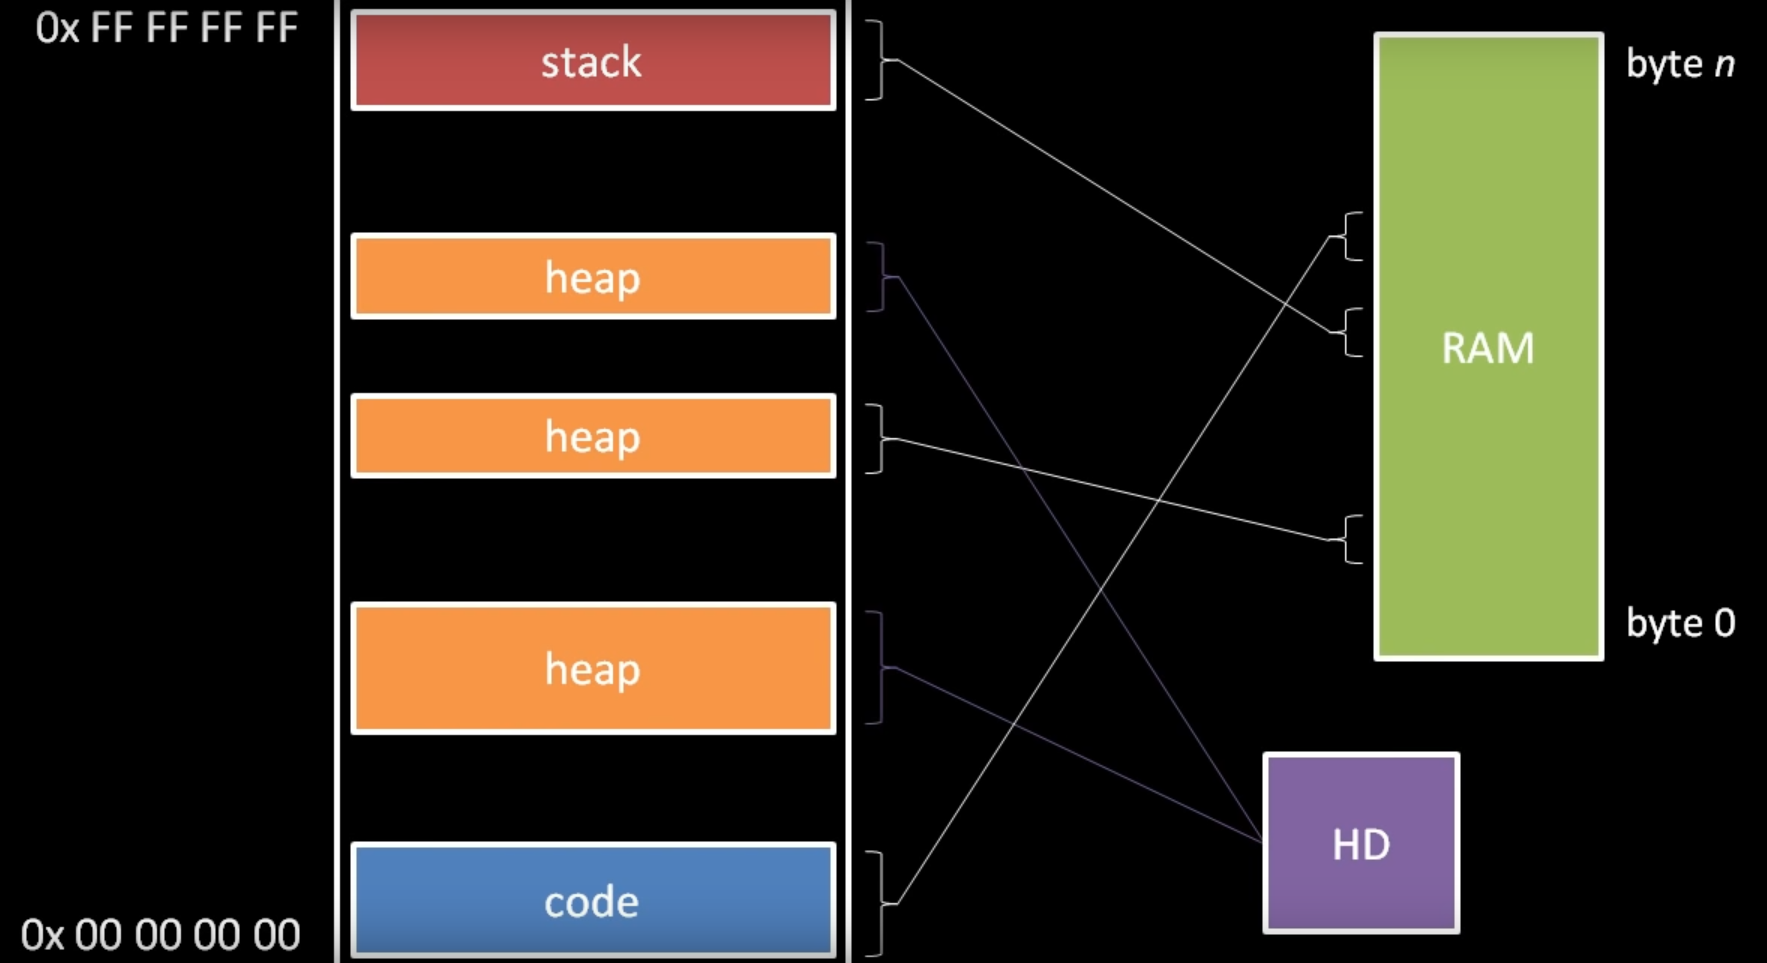 0x FF FF FF FF
stack
byte n
heap
RAM
heap
byte 0
heap
HD
code
0x 00 00 00 00